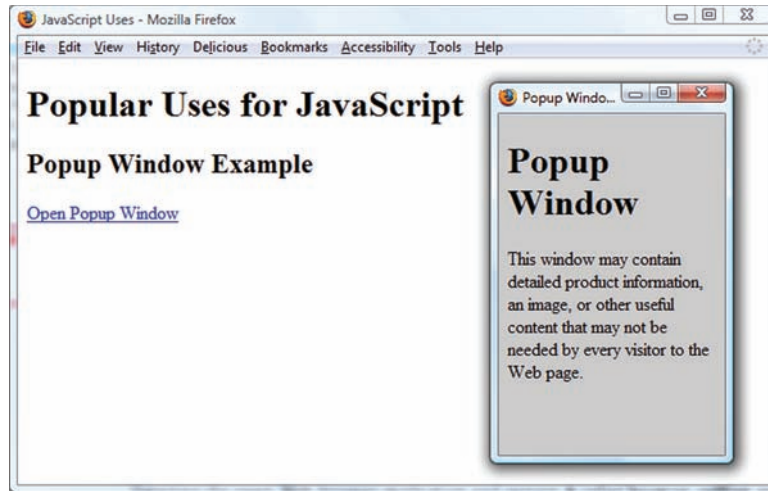 JavaScript Uses - Mozilla Firefox
File Edit View History Delicious Bookmarks Accessibility Tools Help
Popular Uses for JavaScript
Popup Window Example
Open Popup Window
Popup Windo...
Popup
Window
This window may contain
detailed product information,
an image, or other useful
content that may not be
needed by every visitor to the
Web page.